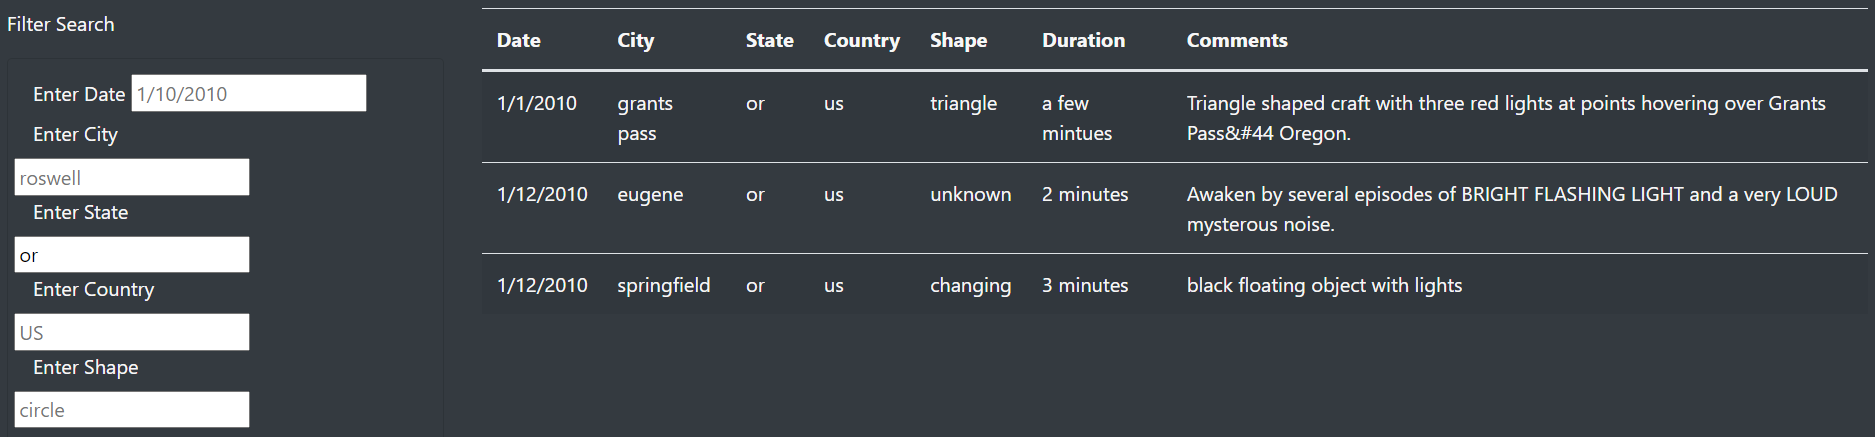 Filter Search
Enter Date 1/10/2010
Enter City
roswell
Enter State
or
Enter Country
US
Enter Shape
circle
Date City State Country Shape Duration Comments
1/1/2010 grants or us triangle a few Triangle shaped craft with three red lights at points hovering over Grants
pass mintues Pass&#44 Oregon.
1/12/2010 eugene or us unknown 2 minutes Awaken by several episodes of BRIGHT FLASHING LIGHT and a very LOUD
mysterous noise.
1/12/2010 springfield or us changing 3 minutes black floating object with lights